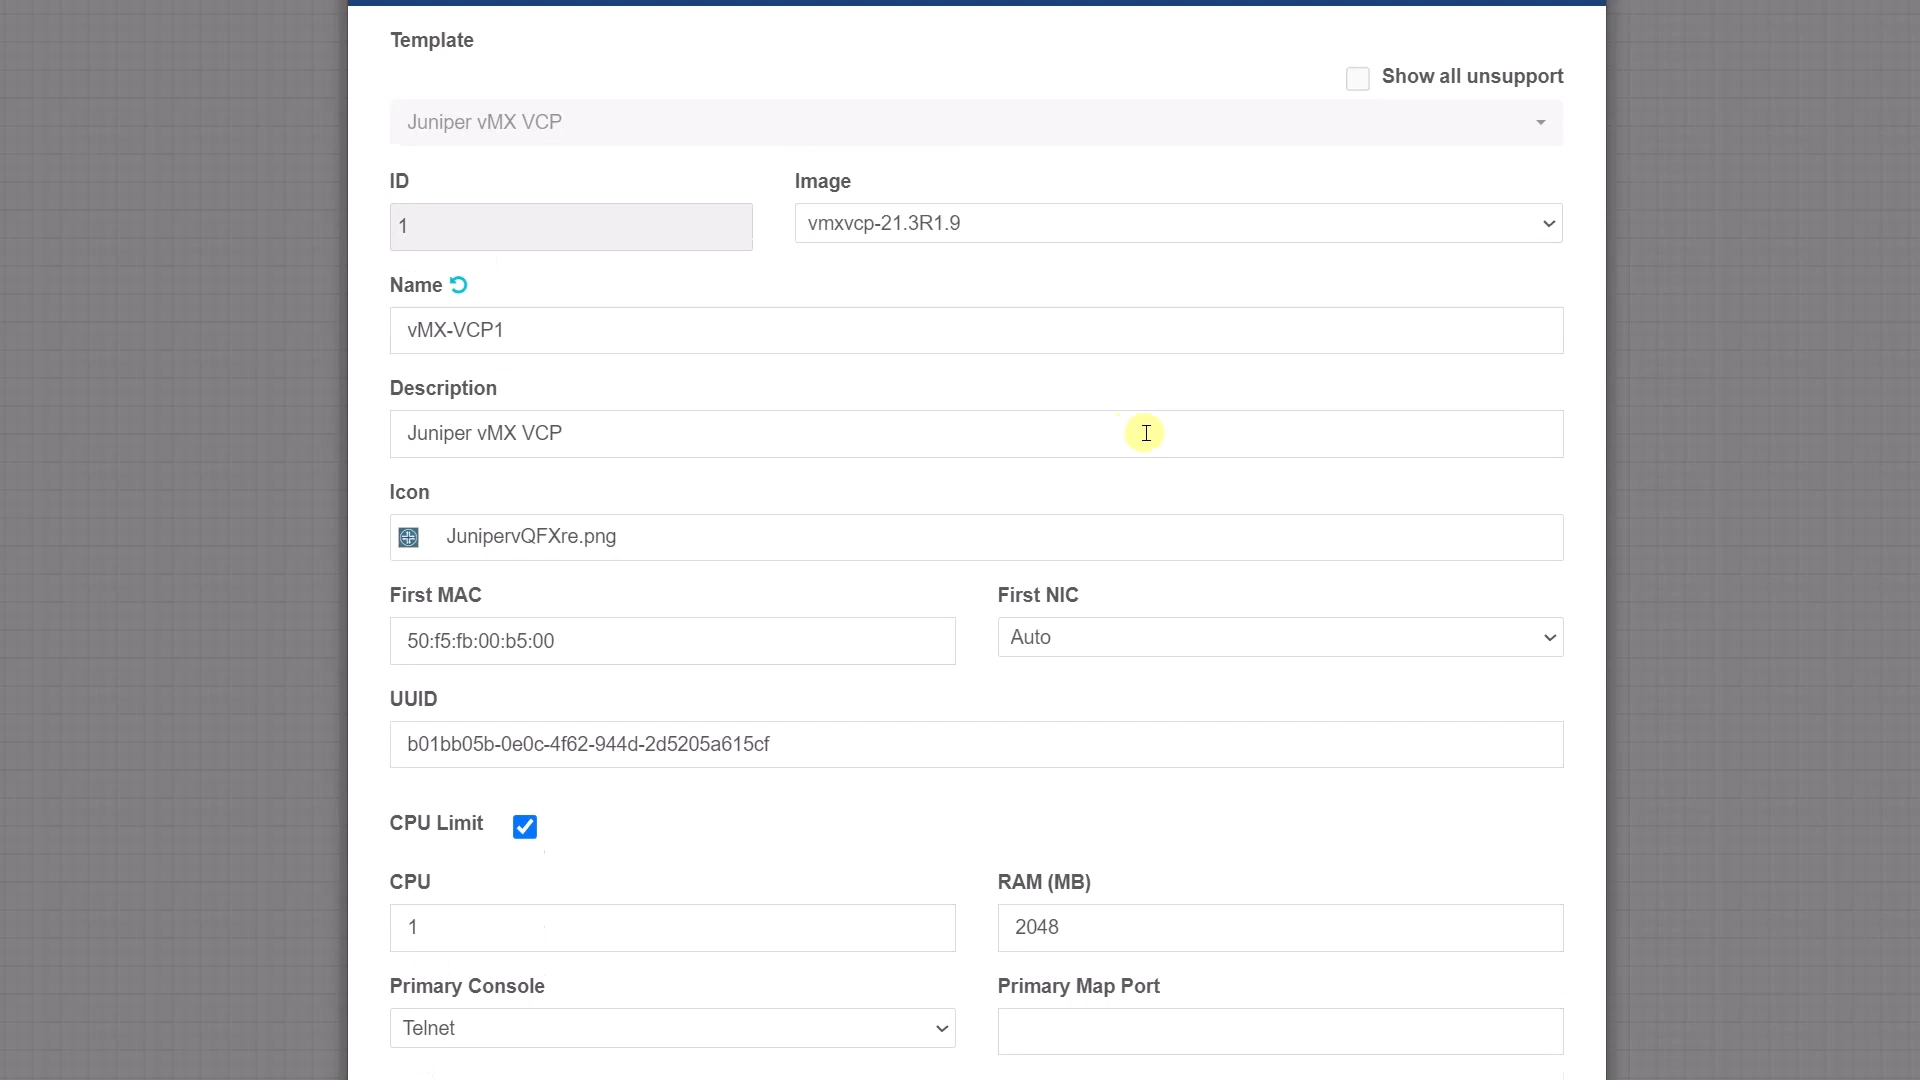 Template
Show all unsupport
Juniper vMX VCP
ID
Image
1
vmxvcp-21.3R1.9
Name
vMX-VCP1
Description
Juniper vMX VCP
Icon
JunipervQFXre.png
First MAC
First NIC
50:f5:fb:00:b5:00
Auto
UUID
b01bb05b-0e0c-4f62-944d-2d5205a615cf
CPU Limit
CPU
RAM (MB)
1
2048
Primary Console
Primary Map Port
Telnet